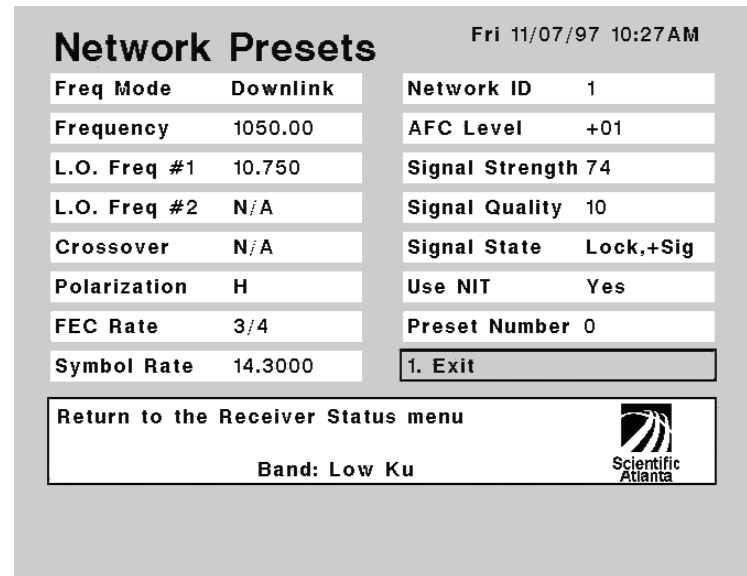 Network Presets
Fri 11/07/97 10:27AM
Freq Mode Downlink
Frequency 1050.00
L.O. Freq #1 10.750
L.O. Freq #2 N/A
Crossover N/A
Polarization H
FEC Rate 3/4
Symbol Rate 14.3000
Network ID 1
AFC Level +01
Signal Strength 74
Signal Quality 10
Signal State Lock,+Sig
Use NIT Yes
Preset Number 0
1. Exit
Return to the Receiver Status menu
Band: Low Ku
Scientific
Atlanta